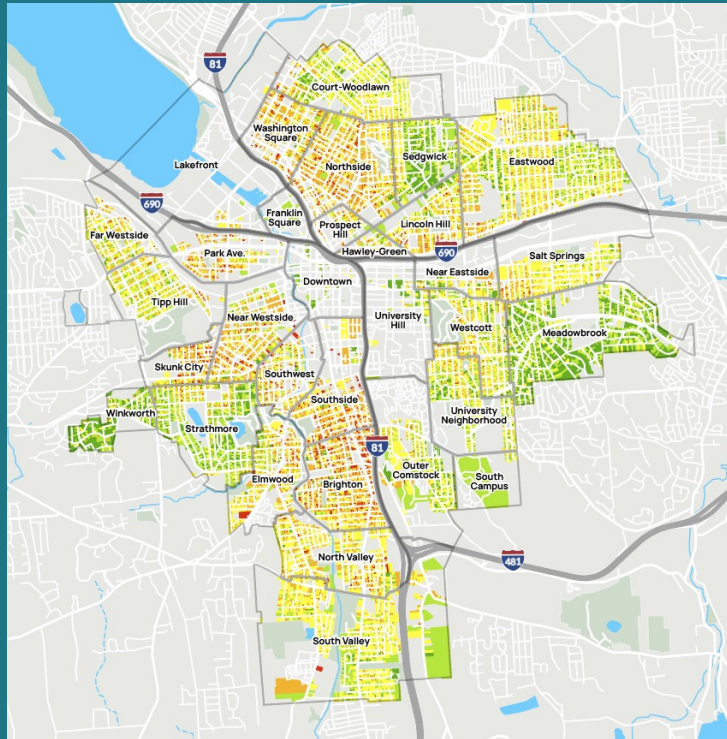 81
Court-Woodlawn
Washington
Square
Northside
Sedgwick
Eastwood
Lakefront
690
Franklin
Square
Prospect
Hill
Lincoln Hill
Far Westside
Park Ave.
Hawley-Green
690
Salt Springs
Near Eastside
Downtown
Tipp Hill
Near Westside
University
Hill
Westcott
Meadowbrook
Skunk City
Southwest
Southside
Winkworth
Strathmore
University
Neighborhood
81
Outer
Comstock
South
Campus
Elmwood
Brighton
North Valley
481
South Valley